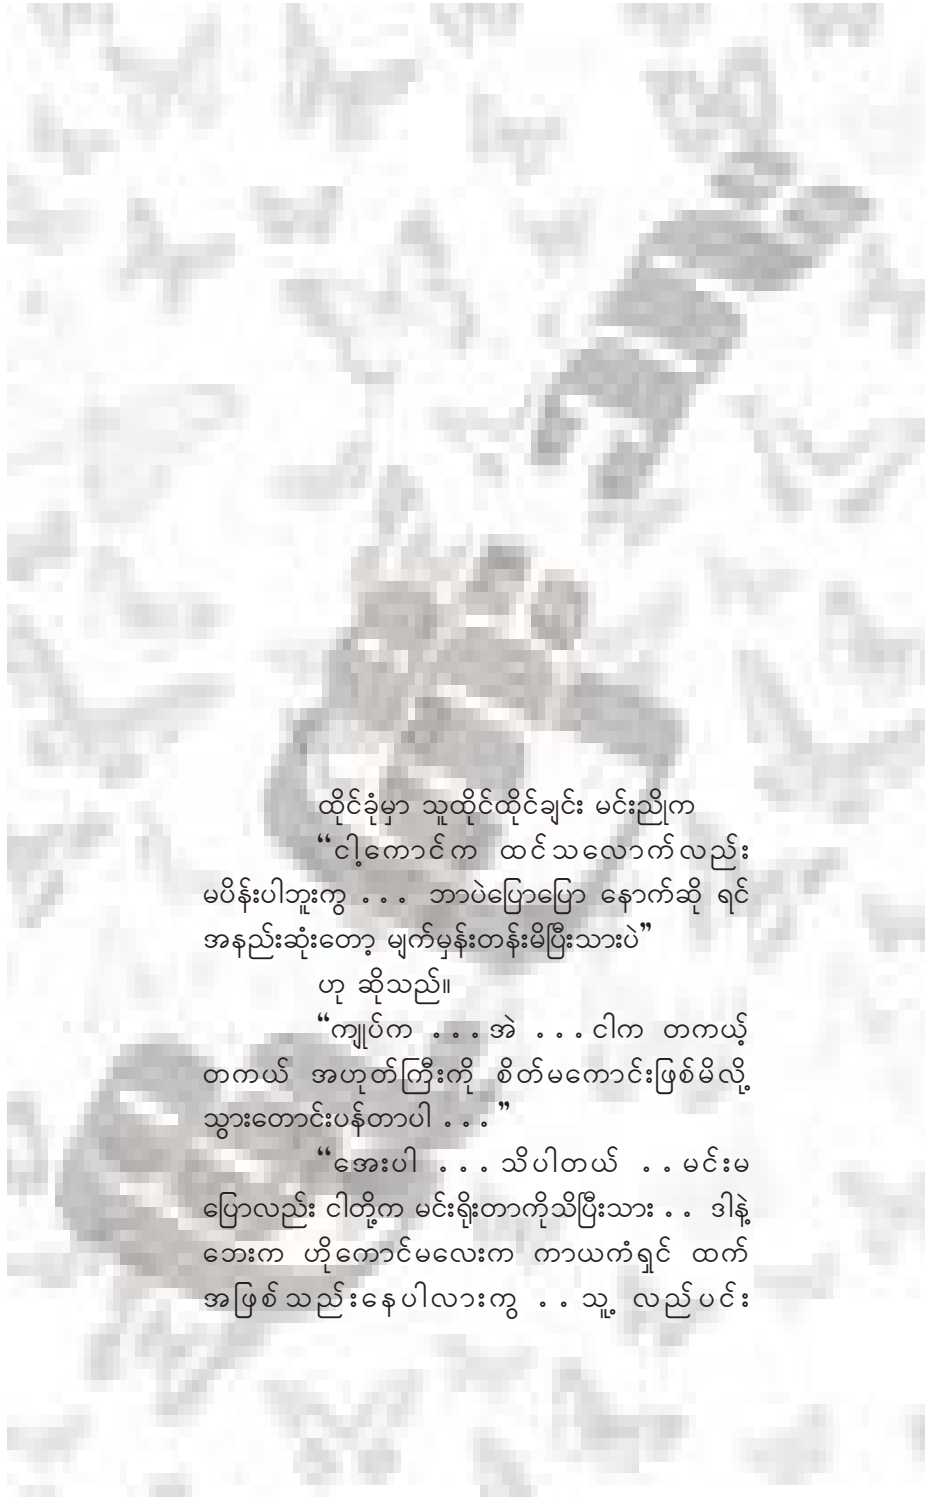 ထိုင်ခုံမှာ သူထိုင်ထိုင်ချင်း မင်းညိုက
“ငါ့ကောင်က ထင်သလောက်လည်း
မပိန်းပါဘူးကွ . . . ဘာပဲပြောပြော နောက်ဆို ရင်
အနည်းဆုံးတော့ မျက်မှန်းတန်းမိပြီးသားပဲ”
ဟု ဆိုသည်။
“ကျုပ်က . . . အဲ . . . ငါက တကယ့်
တကယ် အဟုတ်ကြီးကို စိတ်မကောင်းဖြစ်မိလို့
သွားတောင်းပန်တာပါ . . .”
“အေးပါ . . . သိပါတယ် . . မင်းမ
ပြောလည်း ငါတို့က မင်းရိုးတာကိုသိပြီးသား . . ဒါနဲ့
ဘေးက ဟိုကောင်မလေးက ကာယကံရှင် ထက်
အဖြစ်သည်းနေပါလားကွ . . သူ့ လည်ပင်း